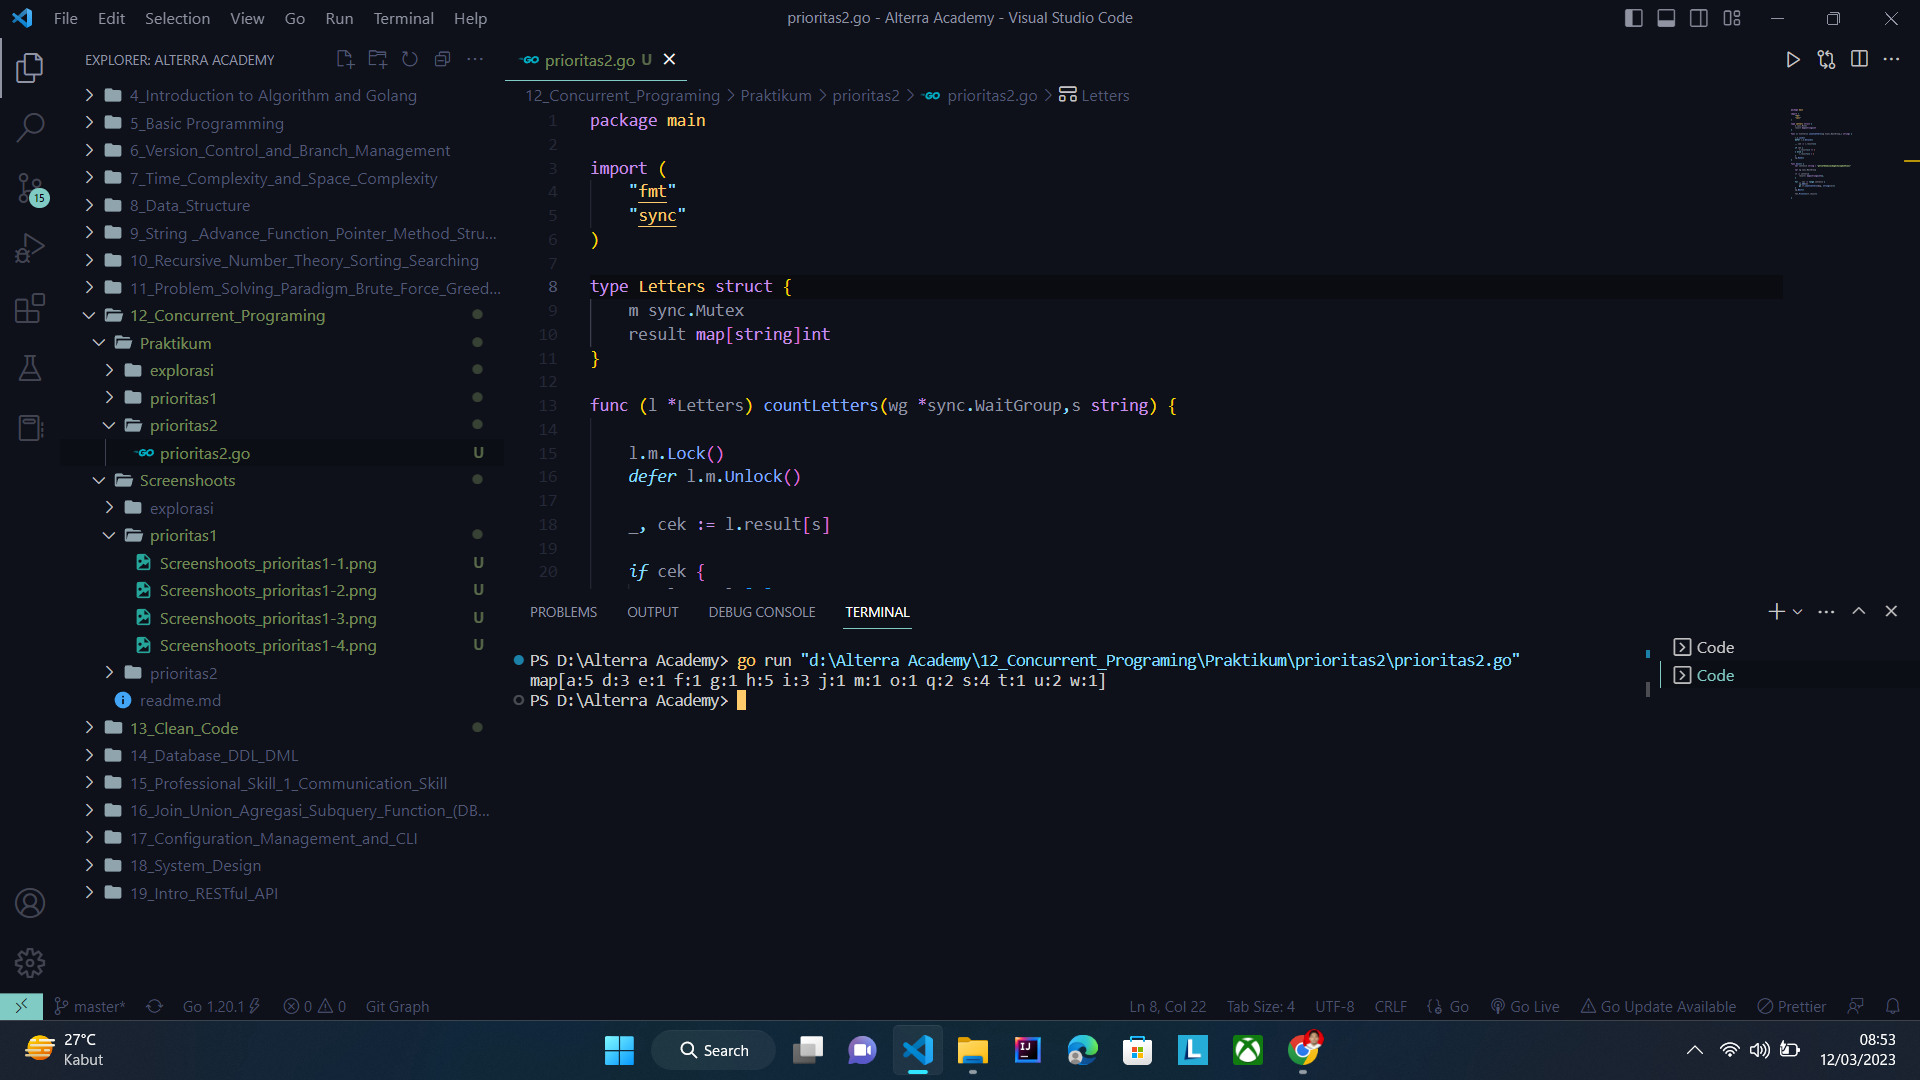 File Edit Selection View Go Run Terminal Help
prioritas2.go - Alterra Academy - Visual Studio Code
EXPLORER: ALTERRA ACADEMY
4_Introduction to Algorithm and Golang
5_Basic Programming
6_Version_Control_and_Branch_Management
7_Time_Complexity_and_Space_Complexity
8_Data_Structure
9_String _Advance_Function_Pointer_Method_Stru...
10_Recursive_Number_Theory_Sorting_Searching
11_Problem_Solving_Paradigm_Brute_Force_Greed...
12_Concurrent_Programing
Praktikum
explorasi
prioritas1
prioritas2
prioritas2.go U
Screenshoots
explorasi
prioritas1
Screenshoots_prioritas1-1.png U
Screenshoots_prioritas1-2.png U
Screenshoots_prioritas1-3.png U
Screenshoots_prioritas1-4.png U
prioritas2
readme.md
13_Clean_Code
14_Database_DDL_DML
15_Professional_Skill_1_Communication_Skill
16_Join_Union_Agregasi_Subquery_Function_(DB...
17_Configuration_Management_and_CLI
18_System_Design
19_Intro_RESTful_API
15
prioritas2.go U
12_Concurrent_Programing > Praktikum > prioritas2 > prioritas2.go > Letters
1 package main
2
3 import (
4 "fmt"
5 "sync"
6 )
7
8 type Letters struct {
9 m sync.Mutex
10 result map[string]int
11 }
12
13 func (l *Letters) countLetters(wg *sync.WaitGroup,s string) {
14
15 l.m.Lock()
16 defer l.m.Unlock()
17
18 _, cek := l.result[s]
19
20 if cek {
PROBLEMS OUTPUT DEBUG CONSOLE TERMINAL
PS D:\Alterra Academy> go run "d:\Alterra Academy\12_Concurrent_Programing\Praktikum\prioritas2\prioritas2.go"
map[a:5 d:3 e:1 f:1 g:1 h:5 i:3 j:1 m:1 o:1 q:2 s:4 t:1 u:2 w:1]
PS D:\Alterra Academy>
Code
Code
master* Go 1.20.1 0 0 Git Graph
Ln 8, Col 22 Tab Size: 4 UTF-8 CRLF Go Go Live Go Update Available Prettier
27°C
Kabut
Search
08:53
12/03/2023